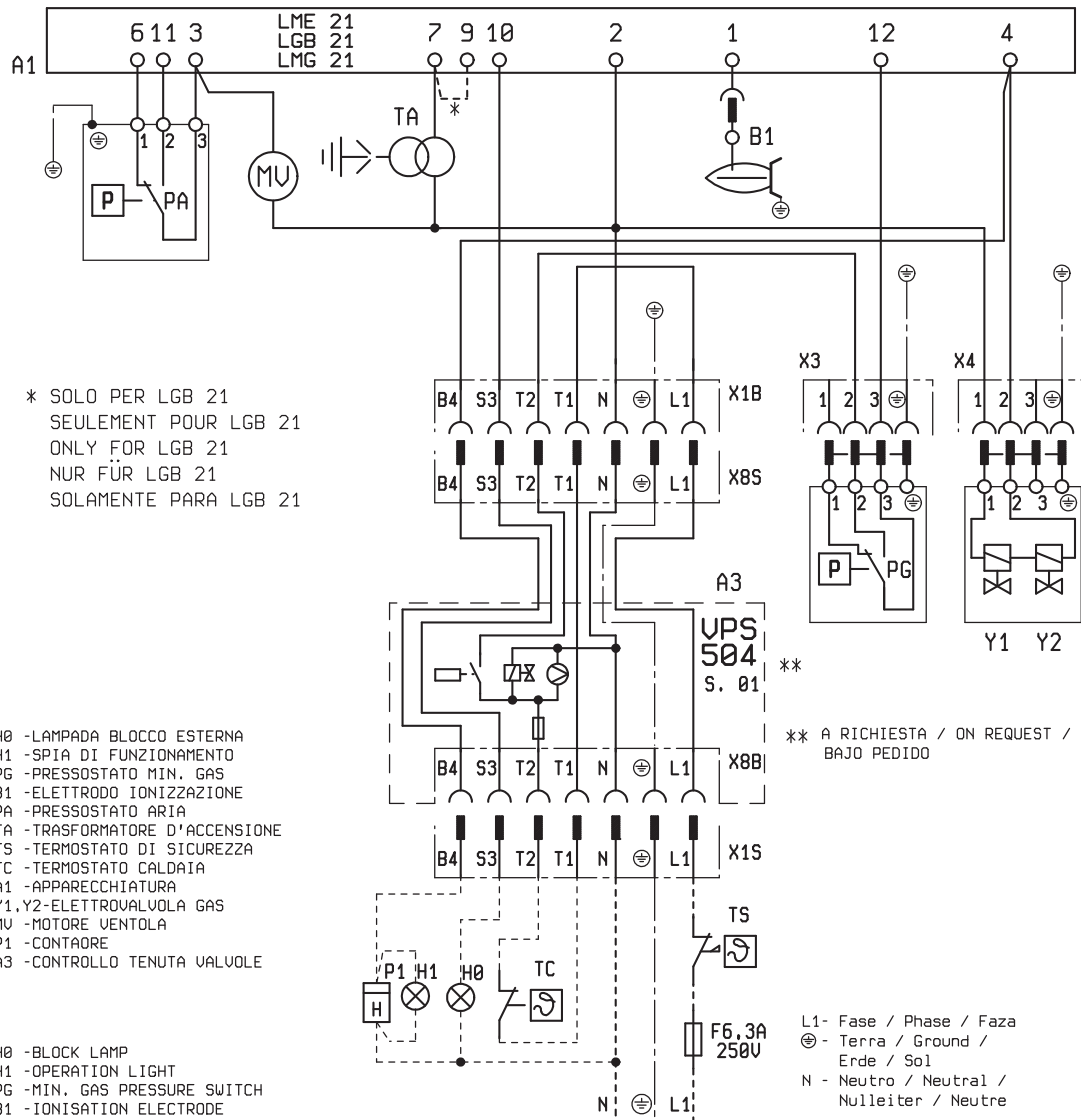 LME 21
LGB 21
LMG 21
6 11 3 7 9 10 2 1 12 4
A1
*
TA
B1
MV
1 2 3
P PA
X3 X4
* SOLO PER LGB 21
SEULEMENT POUR LGB 21
ONLY FOR LGB 21
NUR FÜR LGB 21
SOLAMENTE PARA LGB 21
B4 S3 T2 T1 N L1 X1B
1 2 3 1 2 3
B4 S3 T2 T1 N L1 X8S
1 2 3 1 2 3
P PG
Y1 Y2
A3
VPS
504
S. 01
**
** A RICHIESTA / ON REQUEST /
BAJO PEDIDO
H0 -LAMPADA BLOCCO ESTERNA
H1 -SPIA DI FUNZIONAMENTO
PG -PRESSOSTATO MIN. GAS
B1 -ELETTRODO IONIZZAZIONE
PA -PRESSOSTATO ARIA
TA -TRASFORMATORE D'ACCENSIONE
TS -TERMOSTATO DI SICUREZZA
TC -TERMOSTATO CALDAIA
A1 -APPARECCHIATURA
Y1,Y2-ELETTROVALVOLA GAS
MV -MOTORE VENTOLA
P1 -CONTAORE
A3 -CONTROLLO TENUTA VALVOLE
B4 S3 T2 T1 N L1 X8B
B4 S3 T2 T1 N L1 X1S
TS
P1 H1 H0 TC
H
F6,3A
250V
N L1
L1- Fase / Phase / Faza
- Terra / Ground /
Erde / Sol
N - Neutro / Neutral /
Nulleiter / Neutre
H0 -BLOCK LAMP
H1 -OPERATION LIGHT
PG -MIN. GAS PRESSURE SWITCH
B1 -IONISATION ELECTRODE